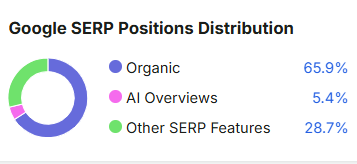 Google SERP Positions Distribution
Organic 65.9%
AI Overviews 5.4%
Other SERP Features 28.7%